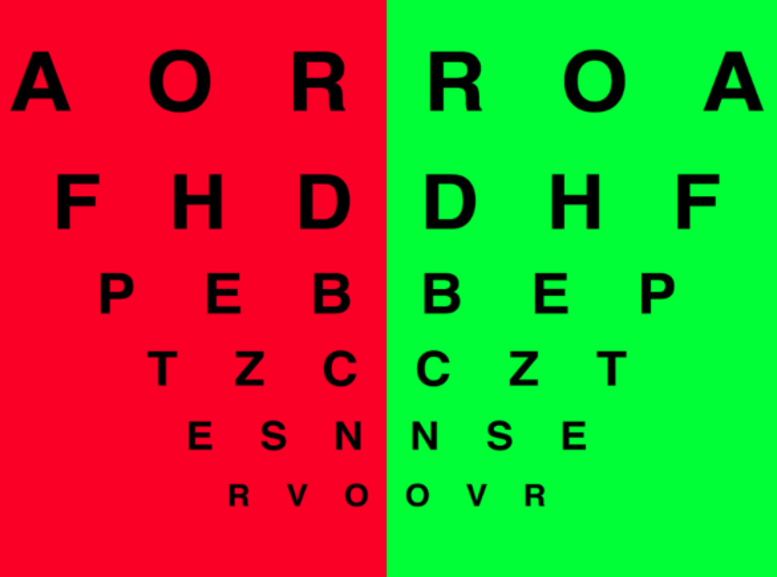 A O R R O A
F H D D H F
P E B B E P
T Z C C Z T
E S N N S E
R V O O V R